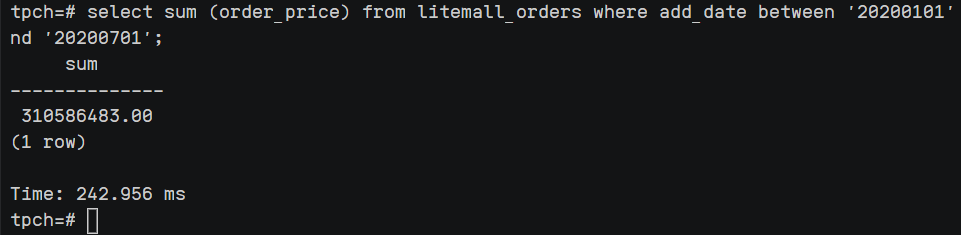 tpch=# select sum (order_price) from litemall_orders where add_date between '20200101'
nd '20200701';
sum
--------------
310586483.00
(1 row)
Time: 242.956 ms
tpch=#